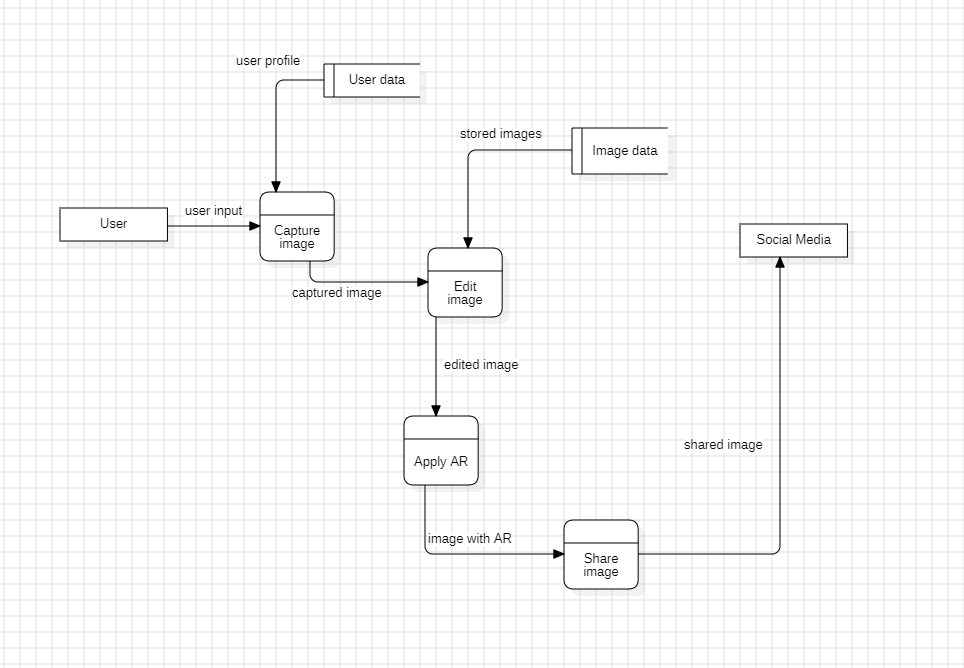 user profile
User data
stored images
Image data
User
user input
Capture
image
Social Media
captured image
Edit
image
edited image
Apply AR
shared image
image with AR
Share
image